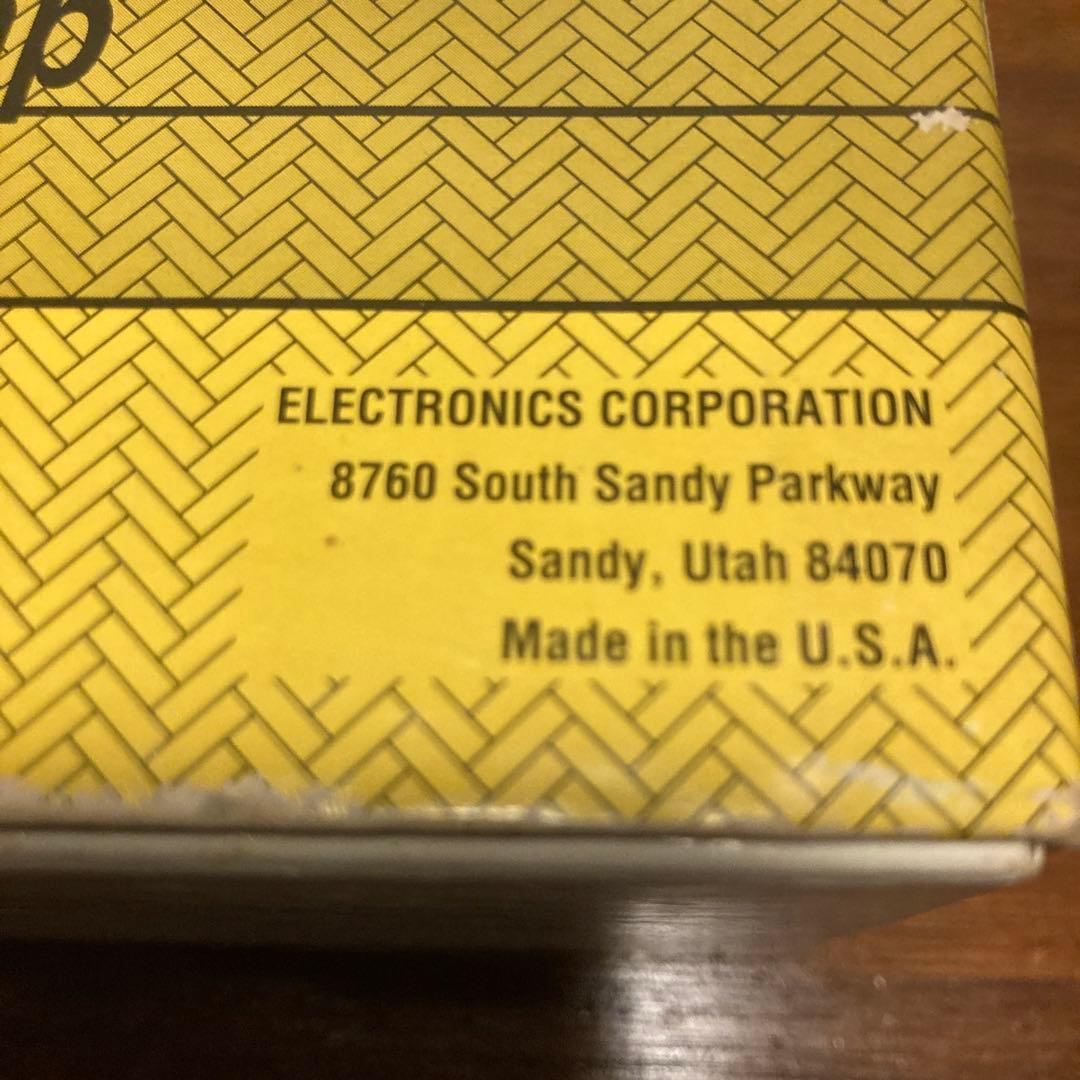 p
ELECTRONICS CORPORATION
8760 South Sandy Parkway
Sandy, Utah 84070
Made in the U.S.A.